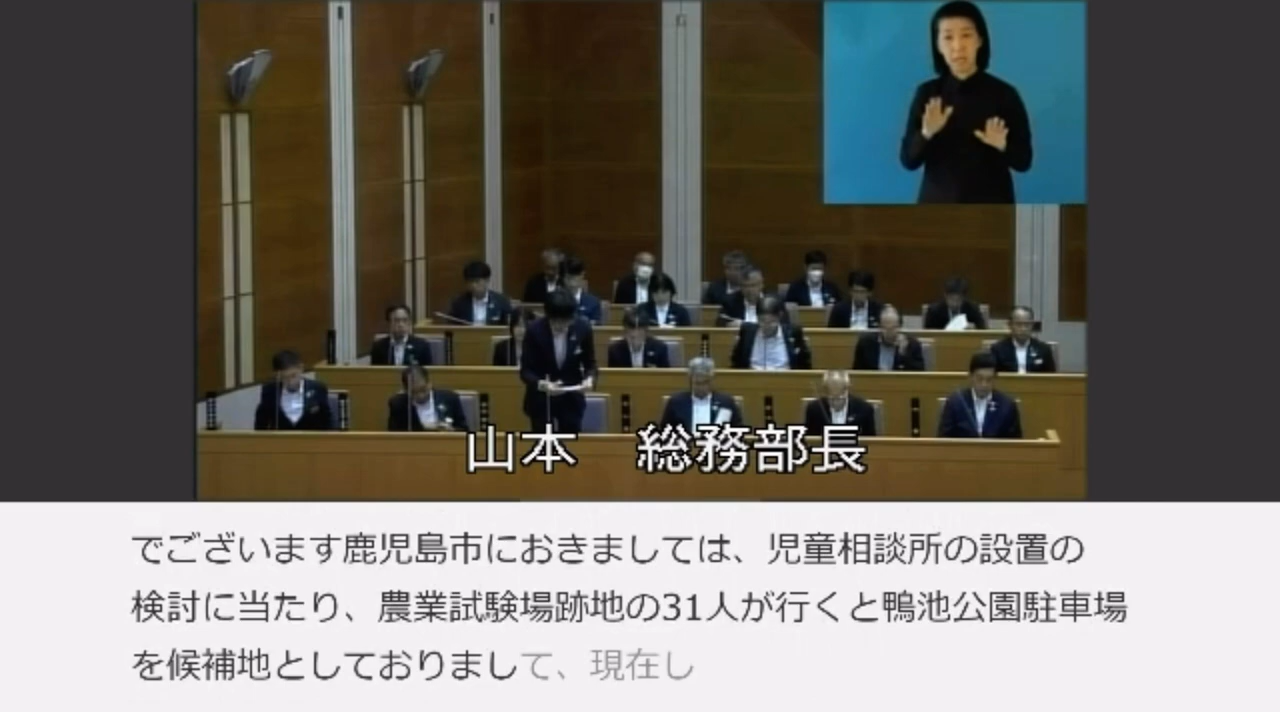 山本　総務部長
でございます鹿児島市におきましては、児童相談所の設置の
検討に当たり、農業試験場跡地の31人が行くと鴨池公園駐車場
を候補地としておりまして、現在し